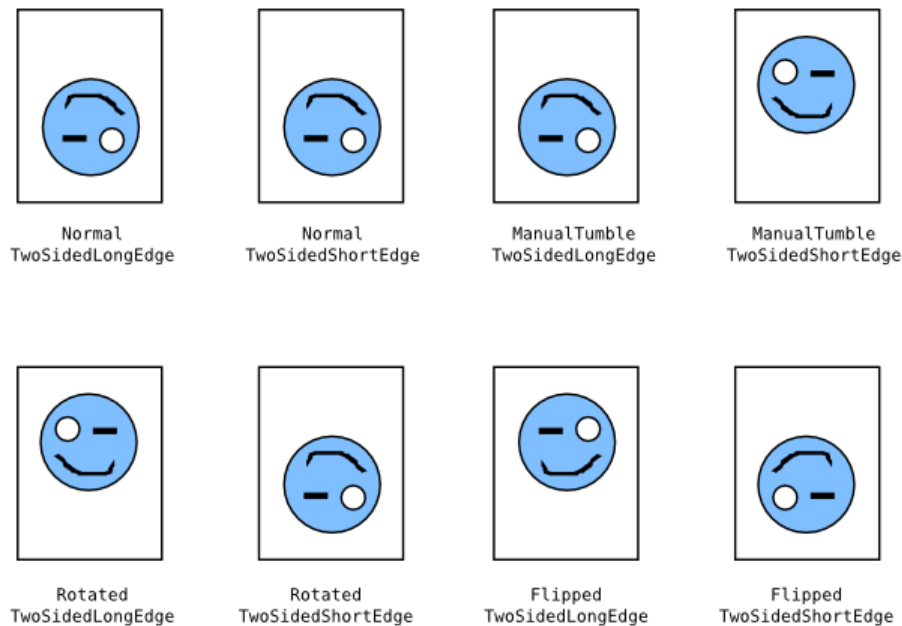 Normal
TwoSidedLongEdge
Normal
TwoSidedShortEdge
ManualTumble
TwoSidedLongEdge
ManualTumble
TwoSidedShortEdge
Rotated
TwoSidedLongEdge
Rotated
TwoSidedShortEdge
Flipped
TwoSidedLongEdge
Flipped
TwoSidedShortEdge